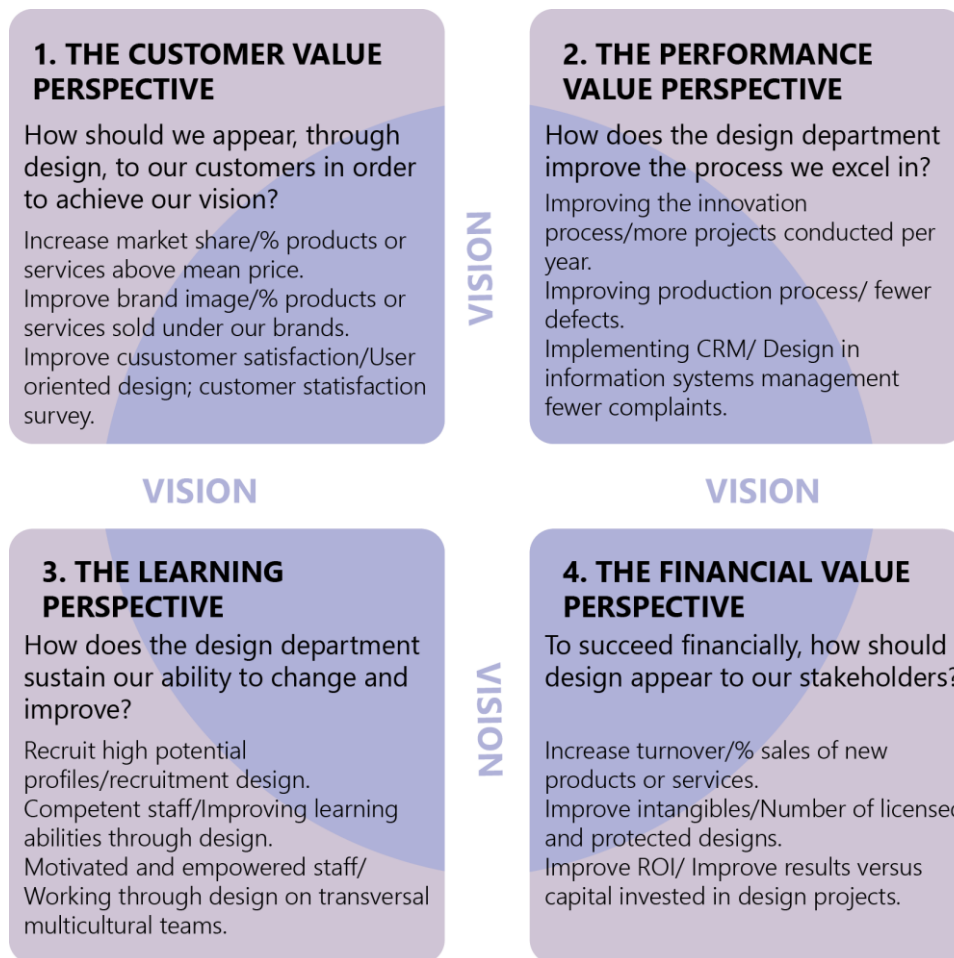 1. THE CUSTOMER VALUE
PERSPECTIVE
How should we appear, through
design, to our customers in order
to achieve our vision?
Increase market share/% products or
services above mean price.
Improve brand image/% products or
services sold under our brands.
Improve cusustomer satisfaction/User
oriented design; customer statisfaction
survey.
VISION
2. THE PERFORMANCE
VALUE PERSPECTIVE
How does the design department
improve the process we excel in?
Improving the innovation
process/more projects conducted per
year.
Improving production process/ fewer
defects.
Implementing CRM/ Design in
information systems management
fewer complaints.
VISION
VISION
3. THE LEARNING
PERSPECTIVE
How does the design department
sustain our ability to change and
improve?
Recruit high potential
profiles/recruitment design.
Competent staff/Improving learning
abilities through design.
Motivated and empowered staff/
Working through design on transversal
multicultural teams.
VISION
4. THE FINANCIAL VALUE
PERSPECTIVE
To succeed financially, how should
design appear to our stakeholders?
Increase turnover/% sales of new
products or services.
Improve intangibles/Number of licensed
and protected designs.
Improve ROI/ Improve results versus
capital invested in design projects.